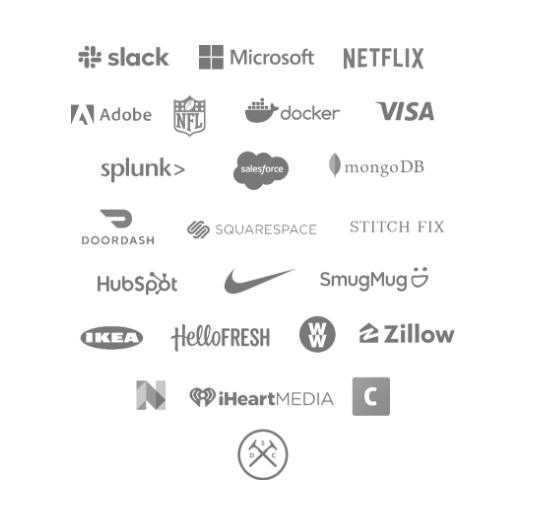 slack Microsoft NETFLIX
Adobe NFL docker VISA
splunk> salesforce mongoDB
DOORDASH SQUARESPACE STITCH FIX
HubSpot SmugMug
IKEA HelloFRESH WW Zillow
N iHeartMEDIA C
D S C